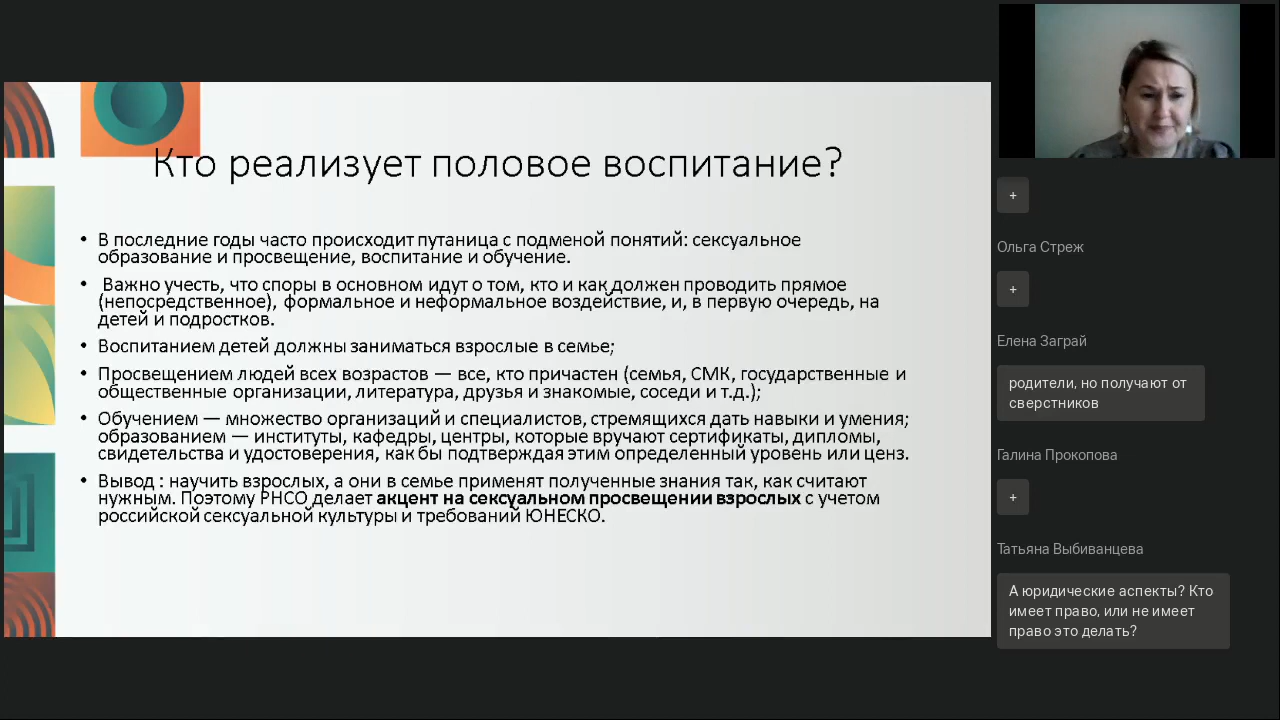 Кто реализует половое воспитание?
• В последние годы часто происходит путаница с подменой понятий: сексуальное
образование и просвещение, воспитание и обучение.
• Важно учесть, что споры в основном идут о том, кто и как должен проводить прямое
(непосредственное), формальное и неформальное воздействие, и, в первую очередь, на
детей и подростков.
• Воспитанием детей должны заниматься взрослые в семье;
• Просвещением людей всех возрастов — все, кто причастен (семья, СМК, государственные и
общественные организации, литература, друзья и знакомые, соседи и т.д.);
• Обучением — множество организаций и специалистов, стремящихся дать навыки и умения;
образованием — институты, кафедры, центры, которые вручают сертификаты, дипломы,
свидетельства и удостоверения, как бы подтверждая этим определенный уровень или ценз.
• Вывод : научить взрослых, а они в семье применят полученные знания так, как считают
нужным. Поэтому РНСО делает акцент на сексуальном просвещении взрослых с учетом
российской сексуальной культуры и требований ЮНЕСКО.
+
Ольга Стреж
+
Елена Заграй
родители, но получают от
сверстников
Галина Прокопова
+
Татьяна Выбиванцева
А юридические аспекты? Кто
имеет право, или не имеет
право это делать?